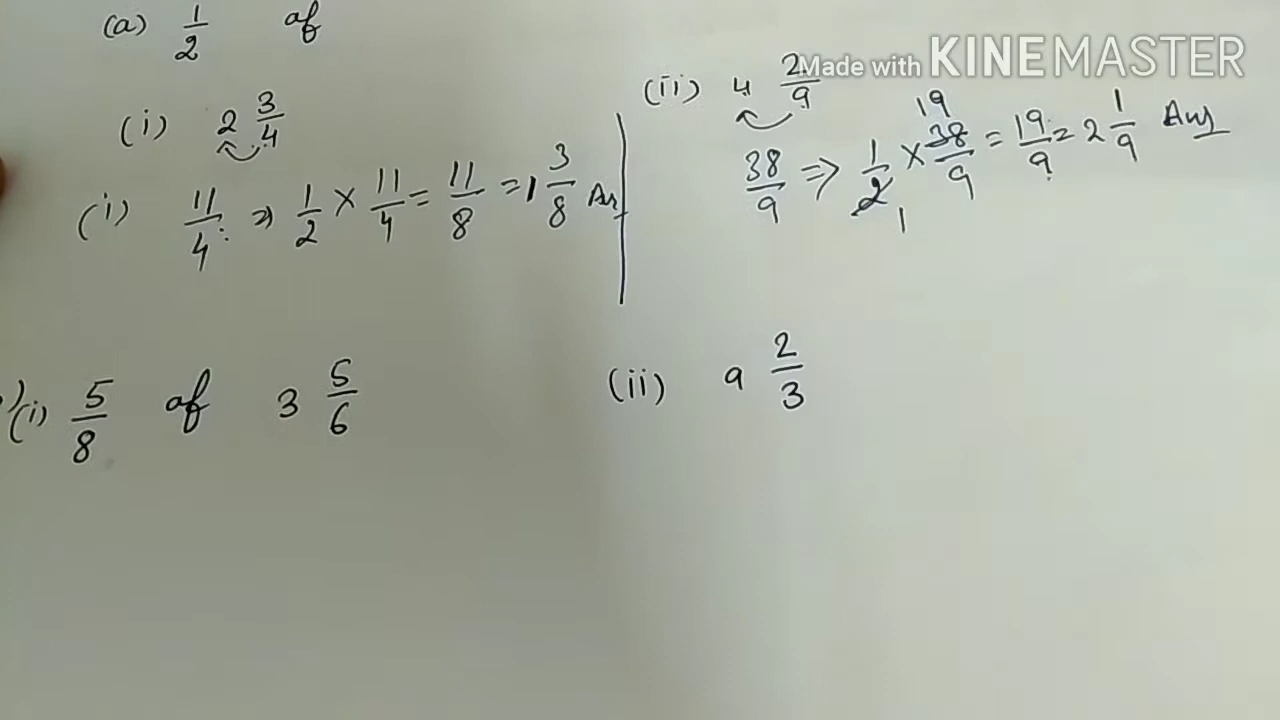 (a) 1/2 of
Made with KINEMASTER
(i) 2 3/4
(ii) 4 2/9
(i) 11/4 ⇒ 1/2 × 11/4 = 11/8 = 1 3/8 Ans
38/9 ⇒ 1/2 × 38/9 = 19/9 = 2 1/9 Ans
19
1
(i) 5/8 of 3 5/6
(ii) 9 2/3